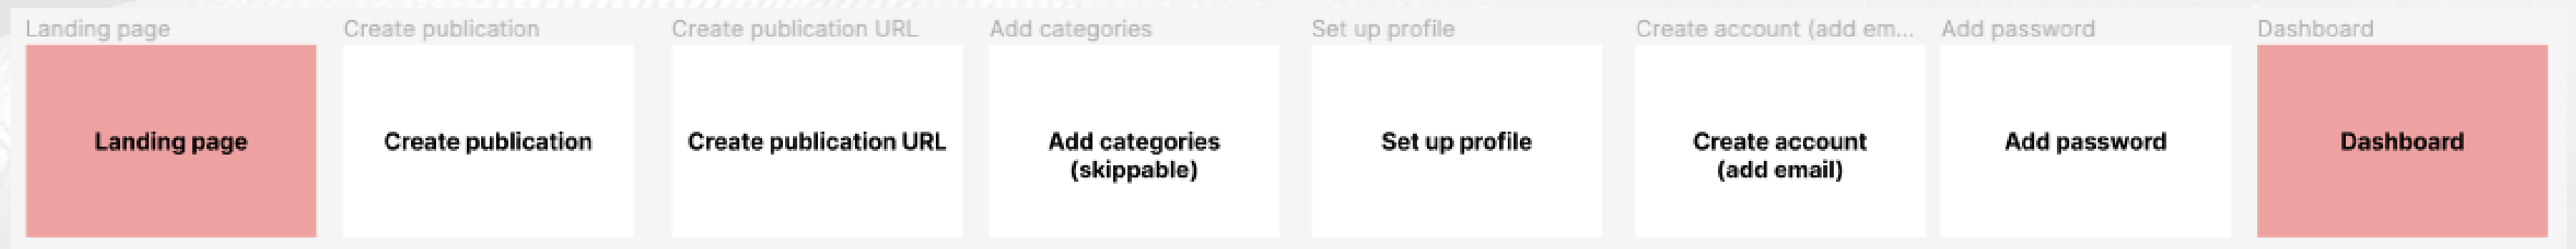 Landing page
Create publication
Create publication URL
Add categories
Set up profile
Create account (add em...
Add password
Dashboard
Landing page
Create publication
Create publication URL
Add categories
(skippable)
Set up profile
Create account
(add email)
Add password
Dashboard